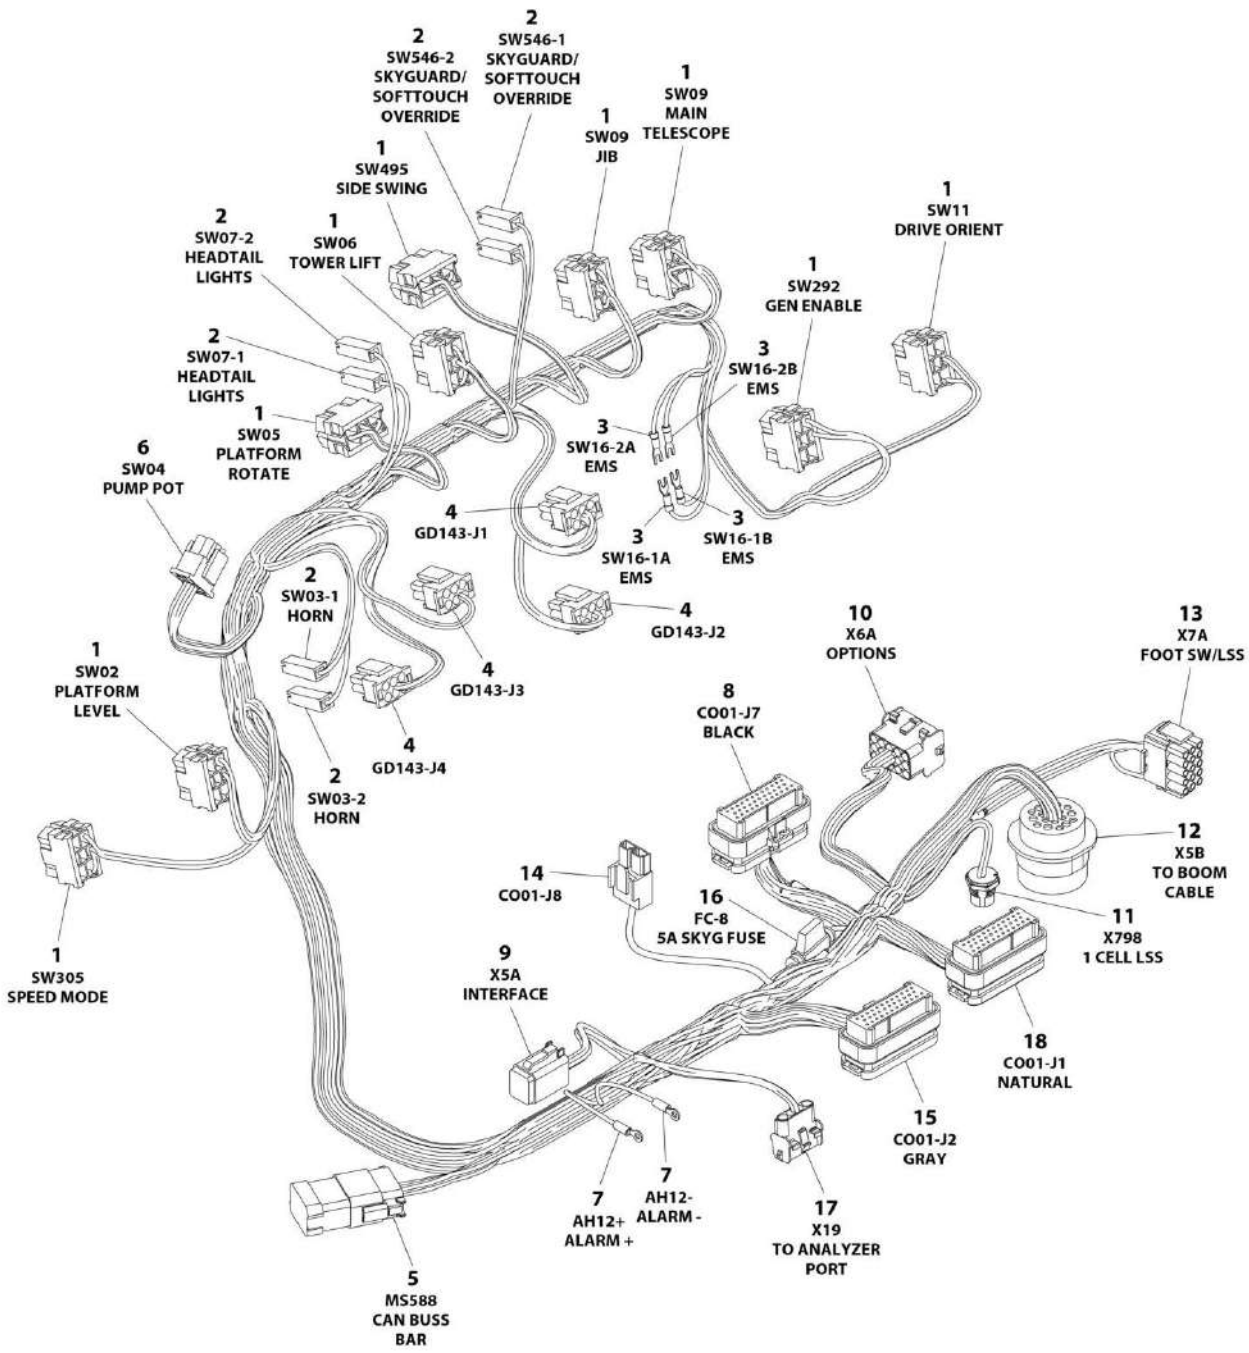 2
SW546-1
SKYGUARD/
SOFTTOUCH
OVERRIDE
2
SW546-2
SKYGUARD/
SOFTTOUCH
OVERRIDE
1
SW09
MAIN
TELESCOPE
1
SW09
JIB
1
SW495
SIDE SWING
1
SW11
DRIVE ORIENT
2
SW07-2
HEADTAIL
LIGHTS
1
SW06
TOWER LIFT
1
SW292
GEN ENABLE
2
SW07-1
HEADTAIL
LIGHTS
3
SW16-2B
EMS
1
SW05
PLATFORM
ROTATE
3
SW16-2A
EMS
6
SW04
PUMP POT
4
GD143-J1
3
SW16-1A
EMS
3
SW16-1B
EMS
2
SW03-1
HORN
4
GD143-J2
10
X6A
OPTIONS
13
X7A
FOOT SW/LSS
1
SW02
PLATFORM
LEVEL
4
GD143-J3
8
CO01-J7
BLACK
4
GD143-J4
2
SW03-2
HORN
12
X5B
TO BOOM
CABLE
14
CO01-J8
16
FC-8
5A SKYG FUSE
11
X798
1 CELL LSS
1
SW305
SPEED MODE
9
X5A
INTERFACE
18
CO01-J1
NATURAL
15
CO01-J2
GRAY
7
AH12-
ALARM -
7
AH12+
ALARM +
17
X19
TO ANALYZER
PORT
5
MS588
CAN BUSS
BAR